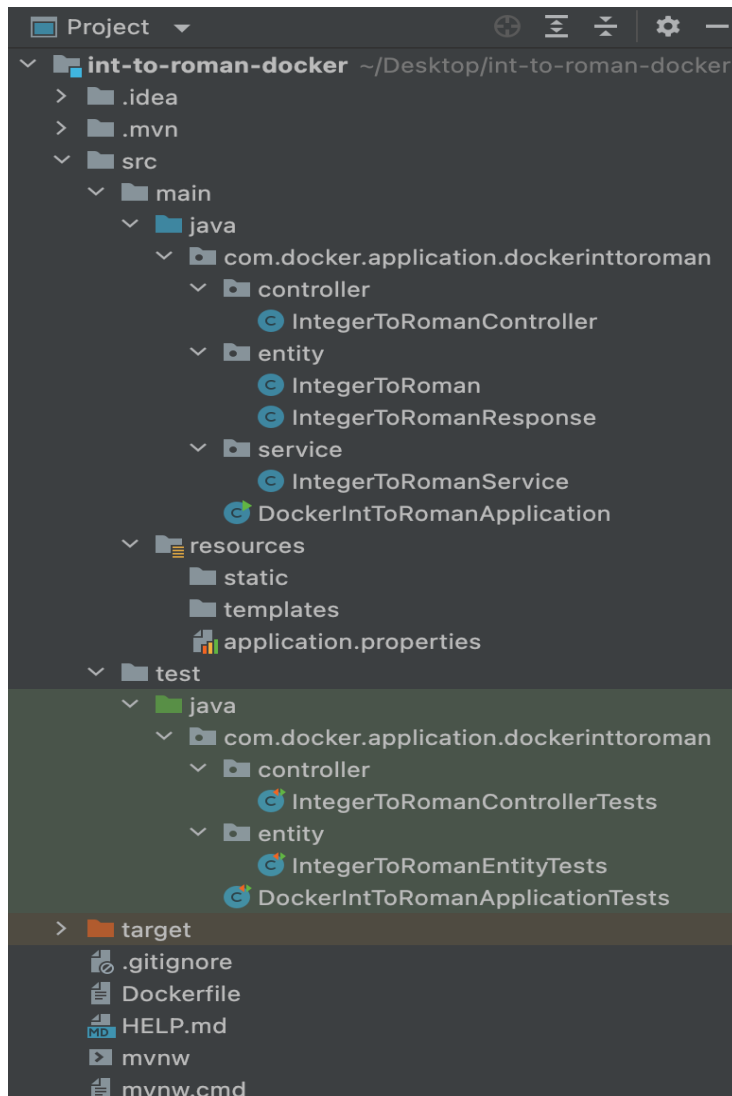 Project
int-to-roman-docker ~/Desktop/int-to-roman-docker
.idea
.mvn
src
main
java
com.docker.application.dockerinttoroman
controller
C IntegerToRomanController
entity
C IntegerToRoman
C IntegerToRomanResponse
service
C IntegerToRomanService
C DockerIntToRomanApplication
resources
static
templates
application.properties
test
java
com.docker.application.dockerinttoroman
controller
C IntegerToRomanControllerTests
entity
C IntegerToRomanEntityTests
C DockerIntToRomanApplicationTests
target
.gitignore
Dockerfile
MD HELP.md
mvnw
mvnw.cmd